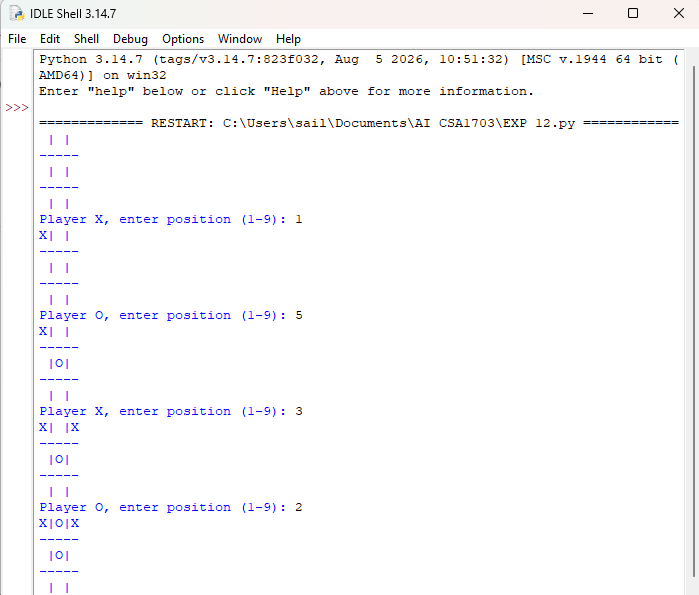 IDLE Shell 3.14.7
File Edit Shell Debug Options Window Help
Python 3.14.7 (tags/v3.14.7:823f032, Aug  5 2026, 10:51:32) [MSC v.1944 64 bit (
AMD64)] on win32
Enter "help" below or click "Help" above for more information.
>>>
============= RESTART: C:\Users\sail\Documents\AI CSA1703\EXP 12.py ============
 | |
-----
 | |
-----
 | |
Player X, enter position (1-9): 1
X| |
-----
 | |
-----
 | |
Player O, enter position (1-9): 5
X| |
-----
 |O|
-----
 | |
Player X, enter position (1-9): 3
X| |X
-----
 |O|
-----
 | |
Player O, enter position (1-9): 2
X|O|X
-----
 |O|
-----
 | |